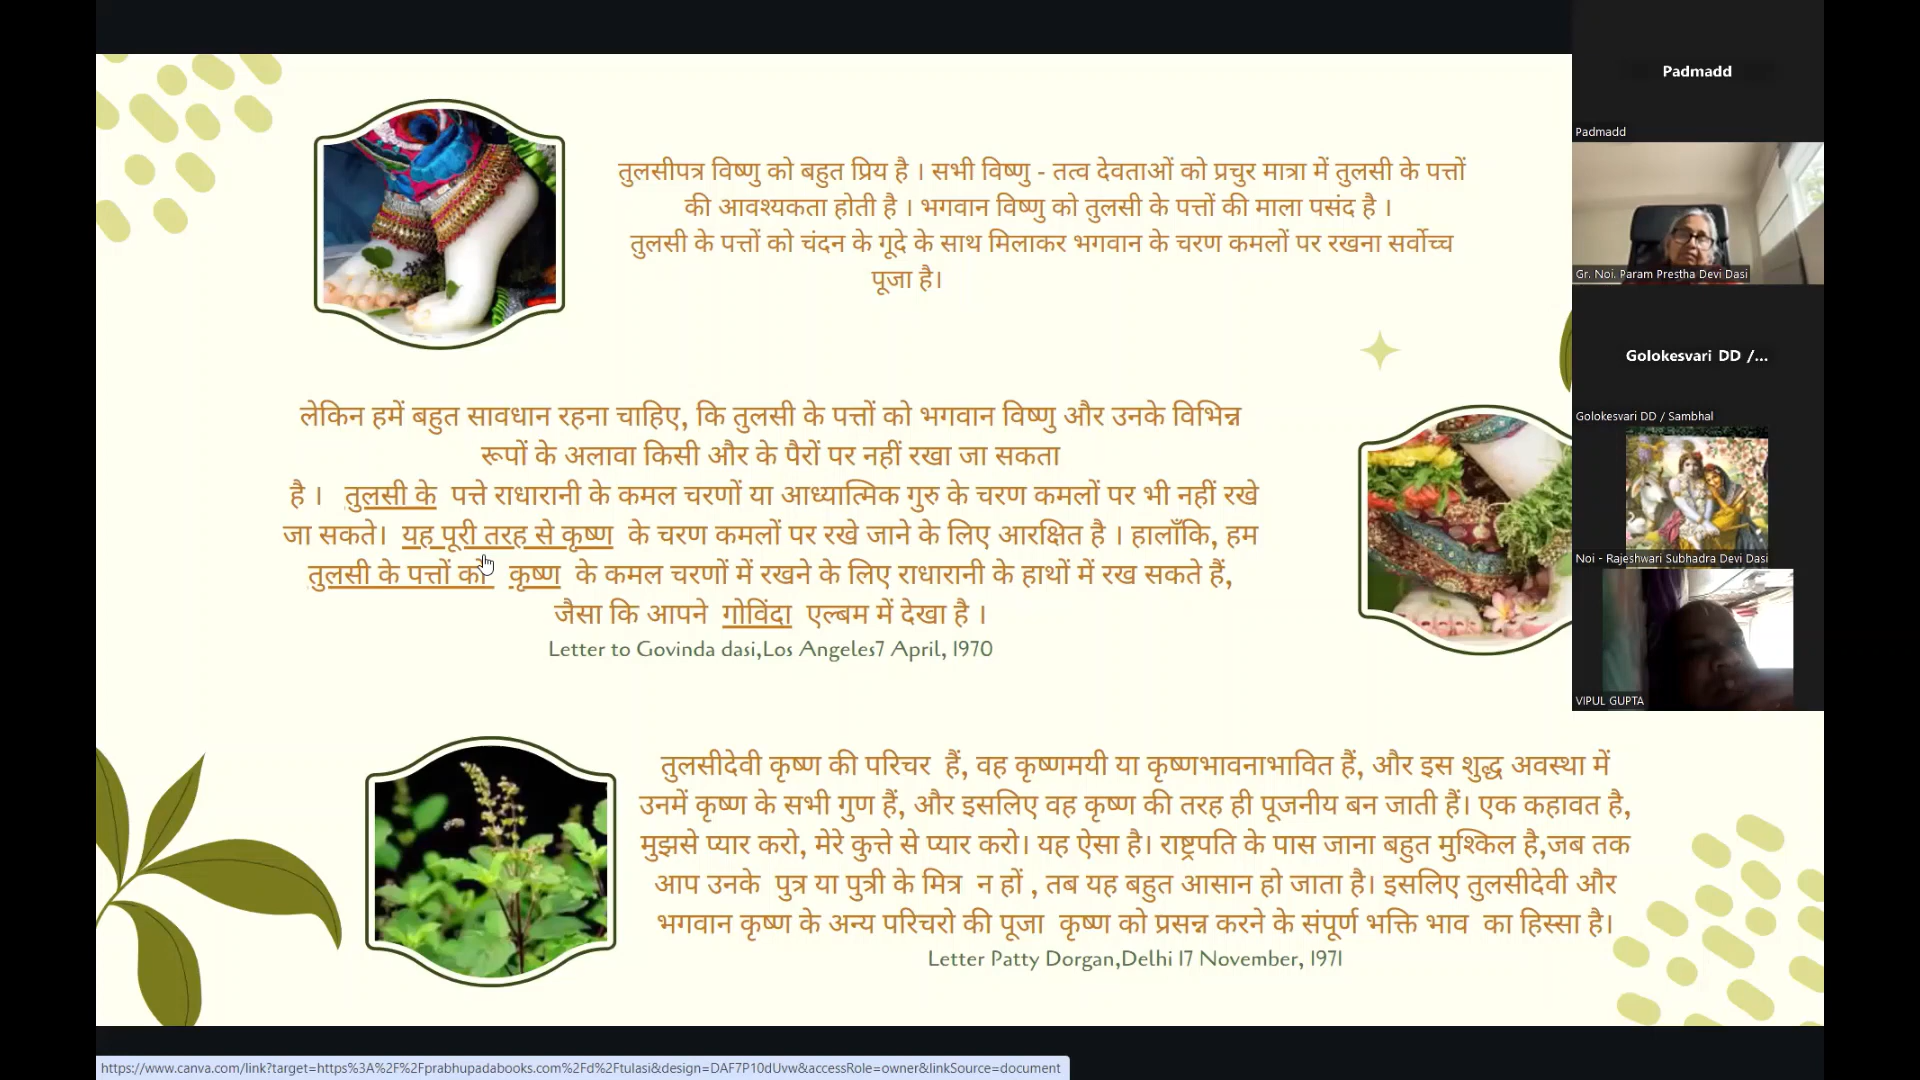 तुलसीपत्र विष्णु को बहुत प्रिय है । सभी विष्णु - तत्व देवताओं को प्रचुर मात्रा में तुलसी के पत्तों
की आवश्यकता होती है । भगवान विष्णु को तुलसी के पत्तों की माला पसंद है ।
तुलसी के पत्तों को चंदन के गूदे के साथ मिलाकर भगवान के चरण कमलों पर रखना सर्वोच्च
पूजा है।
लेकिन हमें बहुत सावधान रहना चाहिए, कि तुलसी के पत्तों को भगवान विष्णु और उनके विभिन्न
रूपों के अलावा किसी और के पैरों पर नहीं रखा जा सकता
है । तुलसी के पत्ते राधारानी के कमल चरणों या आध्यात्मिक गुरु के चरण कमलों पर भी नहीं रखे
जा सकते। यह पूरी तरह से कृष्ण के चरण कमलों पर रखे जाने के लिए आरक्षित है । हालाँकि, हम
तुलसी के पत्तों को कृष्ण के कमल चरणों में रखने के लिए राधारानी के हाथों में रख सकते हैं,
जैसा कि आपने गोविंदा एल्बम में देखा है ।
Letter to Govinda dasi,Los Angeles7 April, 1970
तुलसीदेवी कृष्ण की परिचर हैं, वह कृष्णमयी या कृष्णभावनाभावित हैं, और इस शुद्ध अवस्था में
उनमें कृष्ण के सभी गुण हैं, और इसलिए वह कृष्ण की तरह ही पूजनीय बन जाती हैं। एक कहावत है,
मुझसे प्यार करो, मेरे कुत्ते से प्यार करो। यह ऐसा है। राष्ट्रपति के पास जाना बहुत मुश्किल है,जब तक
आप उनके पुत्र या पुत्री के मित्र न हों , तब यह बहुत आसान हो जाता है। इसलिए तुलसीदेवी और
भगवान कृष्ण के अन्य परिचरो की पूजा कृष्ण को प्रसन्न करने के संपूर्ण भक्ति भाव का हिस्सा है।
Letter Patty Dorgan,Delhi 17 November, 1971
Padmadd
Padmadd
Gr. Noi. Param Prestha Devi Dasi
Golokesvari DD /...
Golokesvari DD / Sambhal
Noi - Rajeshwari Subhadra Devi Dasi
VIPUL GUPTA
https://www.canva.com/link?target=https%3A%2F%2Fprabhupadabooks.com%2Fd%2Ftulasi&design=DAF7P10dUvw&accessRole=owner&linkSource=document